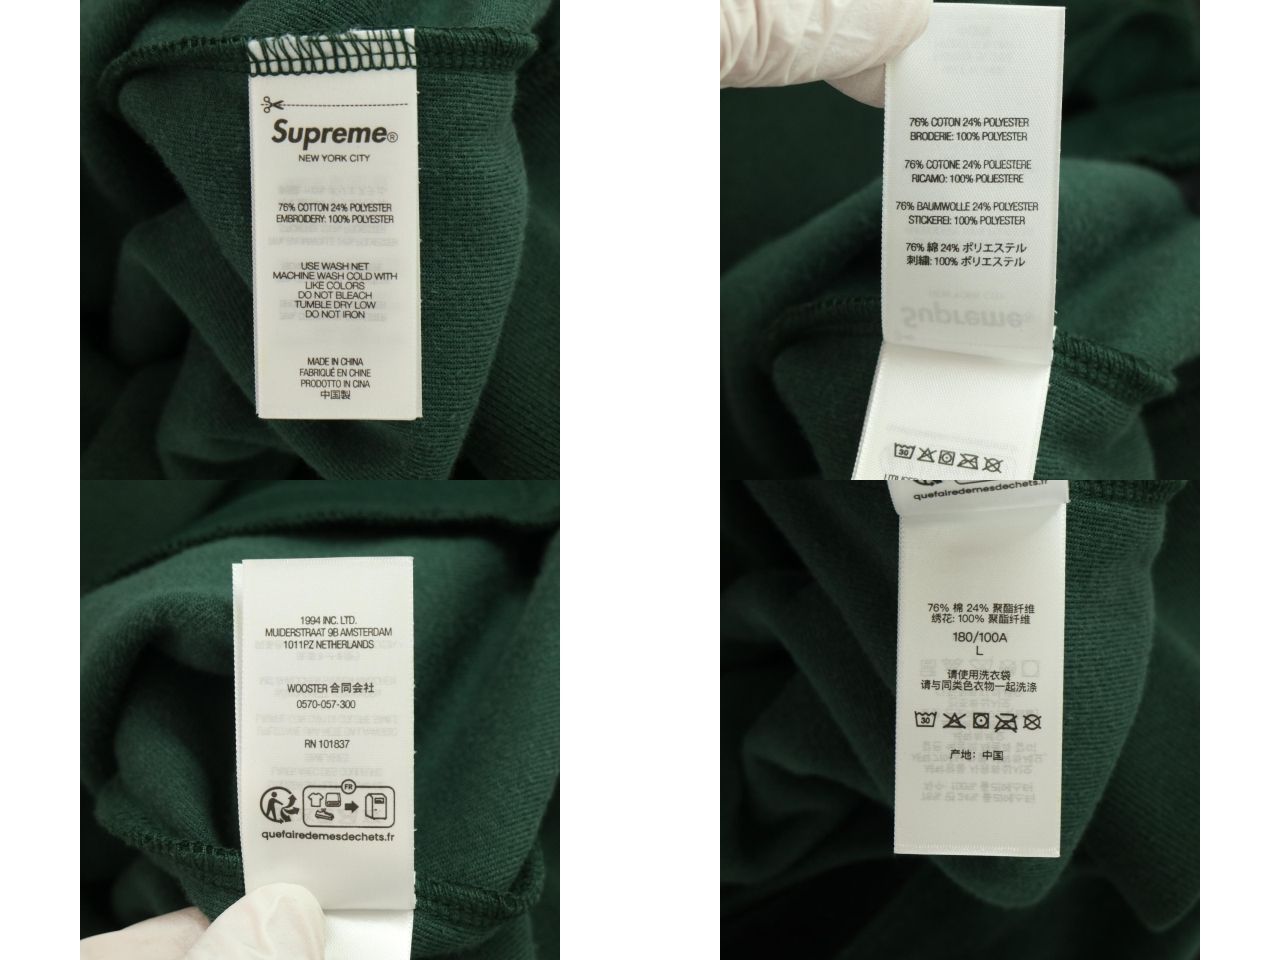 Supreme®
NEW YORK CITY
76% COTTON 24% POLYESTER
EMBROIDERY: 100% POLYESTER
USE WASH NET
MACHINE WASH COLD WITH
LIKE COLORS
DO NOT BLEACH
TUMBLE DRY LOW
DO NOT IRON
MADE IN CHINA
FABRIQUÉ EN CHINE
PRODOTTO IN CINA
中国製
76% COTON 24% POLYESTER
BRODERIE: 100% POLYESTER
76% COTONE 24% POLIESTERE
RICAMO: 100% POLIESTERE
76% BAUMWOLLE 24% POLYESTER
STICKEREI: 100% POLYESTER
76% 綿 24% ポリエステル
刺繍: 100% ポリエステル
30
1994 INC. LTD.
MUIDERSTRAAT 9B AMSTERDAM
1011PZ NETHERLANDS
WOOSTER 合同会社
0570-057-300
RN 101837
FR
quefairedemesdechets.fr
quefairedemesdechets.fr
76% 棉 24% 聚酯纤维
绣花: 100% 聚酯纤维
180/100A
L
请使用洗衣袋
请与同类色衣物一起洗涤
30
产地: 中国